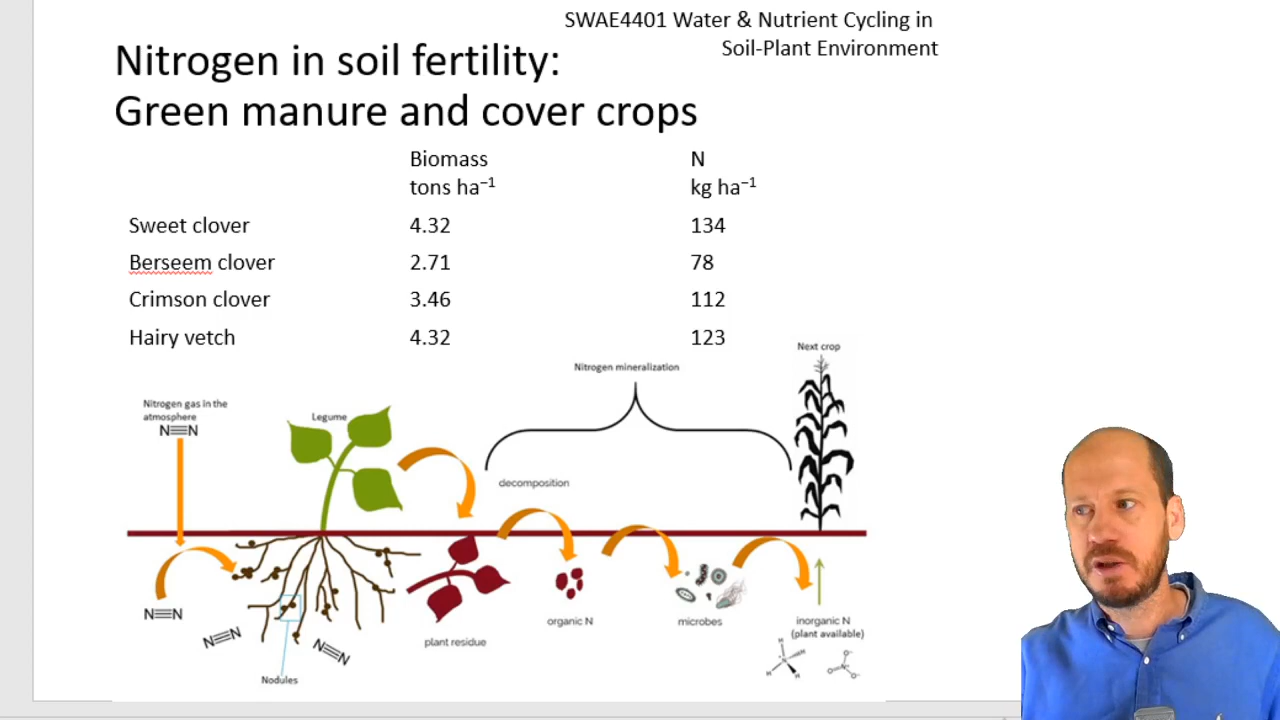 SWAE4401 Water & Nutrient Cycling in
Soil-Plant Environment
Nitrogen in soil fertility:
Green manure and cover crops
Biomass N
tons ha⁻¹ kg ha⁻¹
Sweet clover 4.32 134
Berseem clover 2.71 78
Crimson clover 3.46 112
Hairy vetch 4.32 123
Next crop
Nitrogen mineralization
Nitrogen gas in the
atmosphere
N≡N
Legume
decomposition
N≡N
N≡N
N≡N
Nodules
plant residue
organic N
microbes
inorganic N
(plant available)